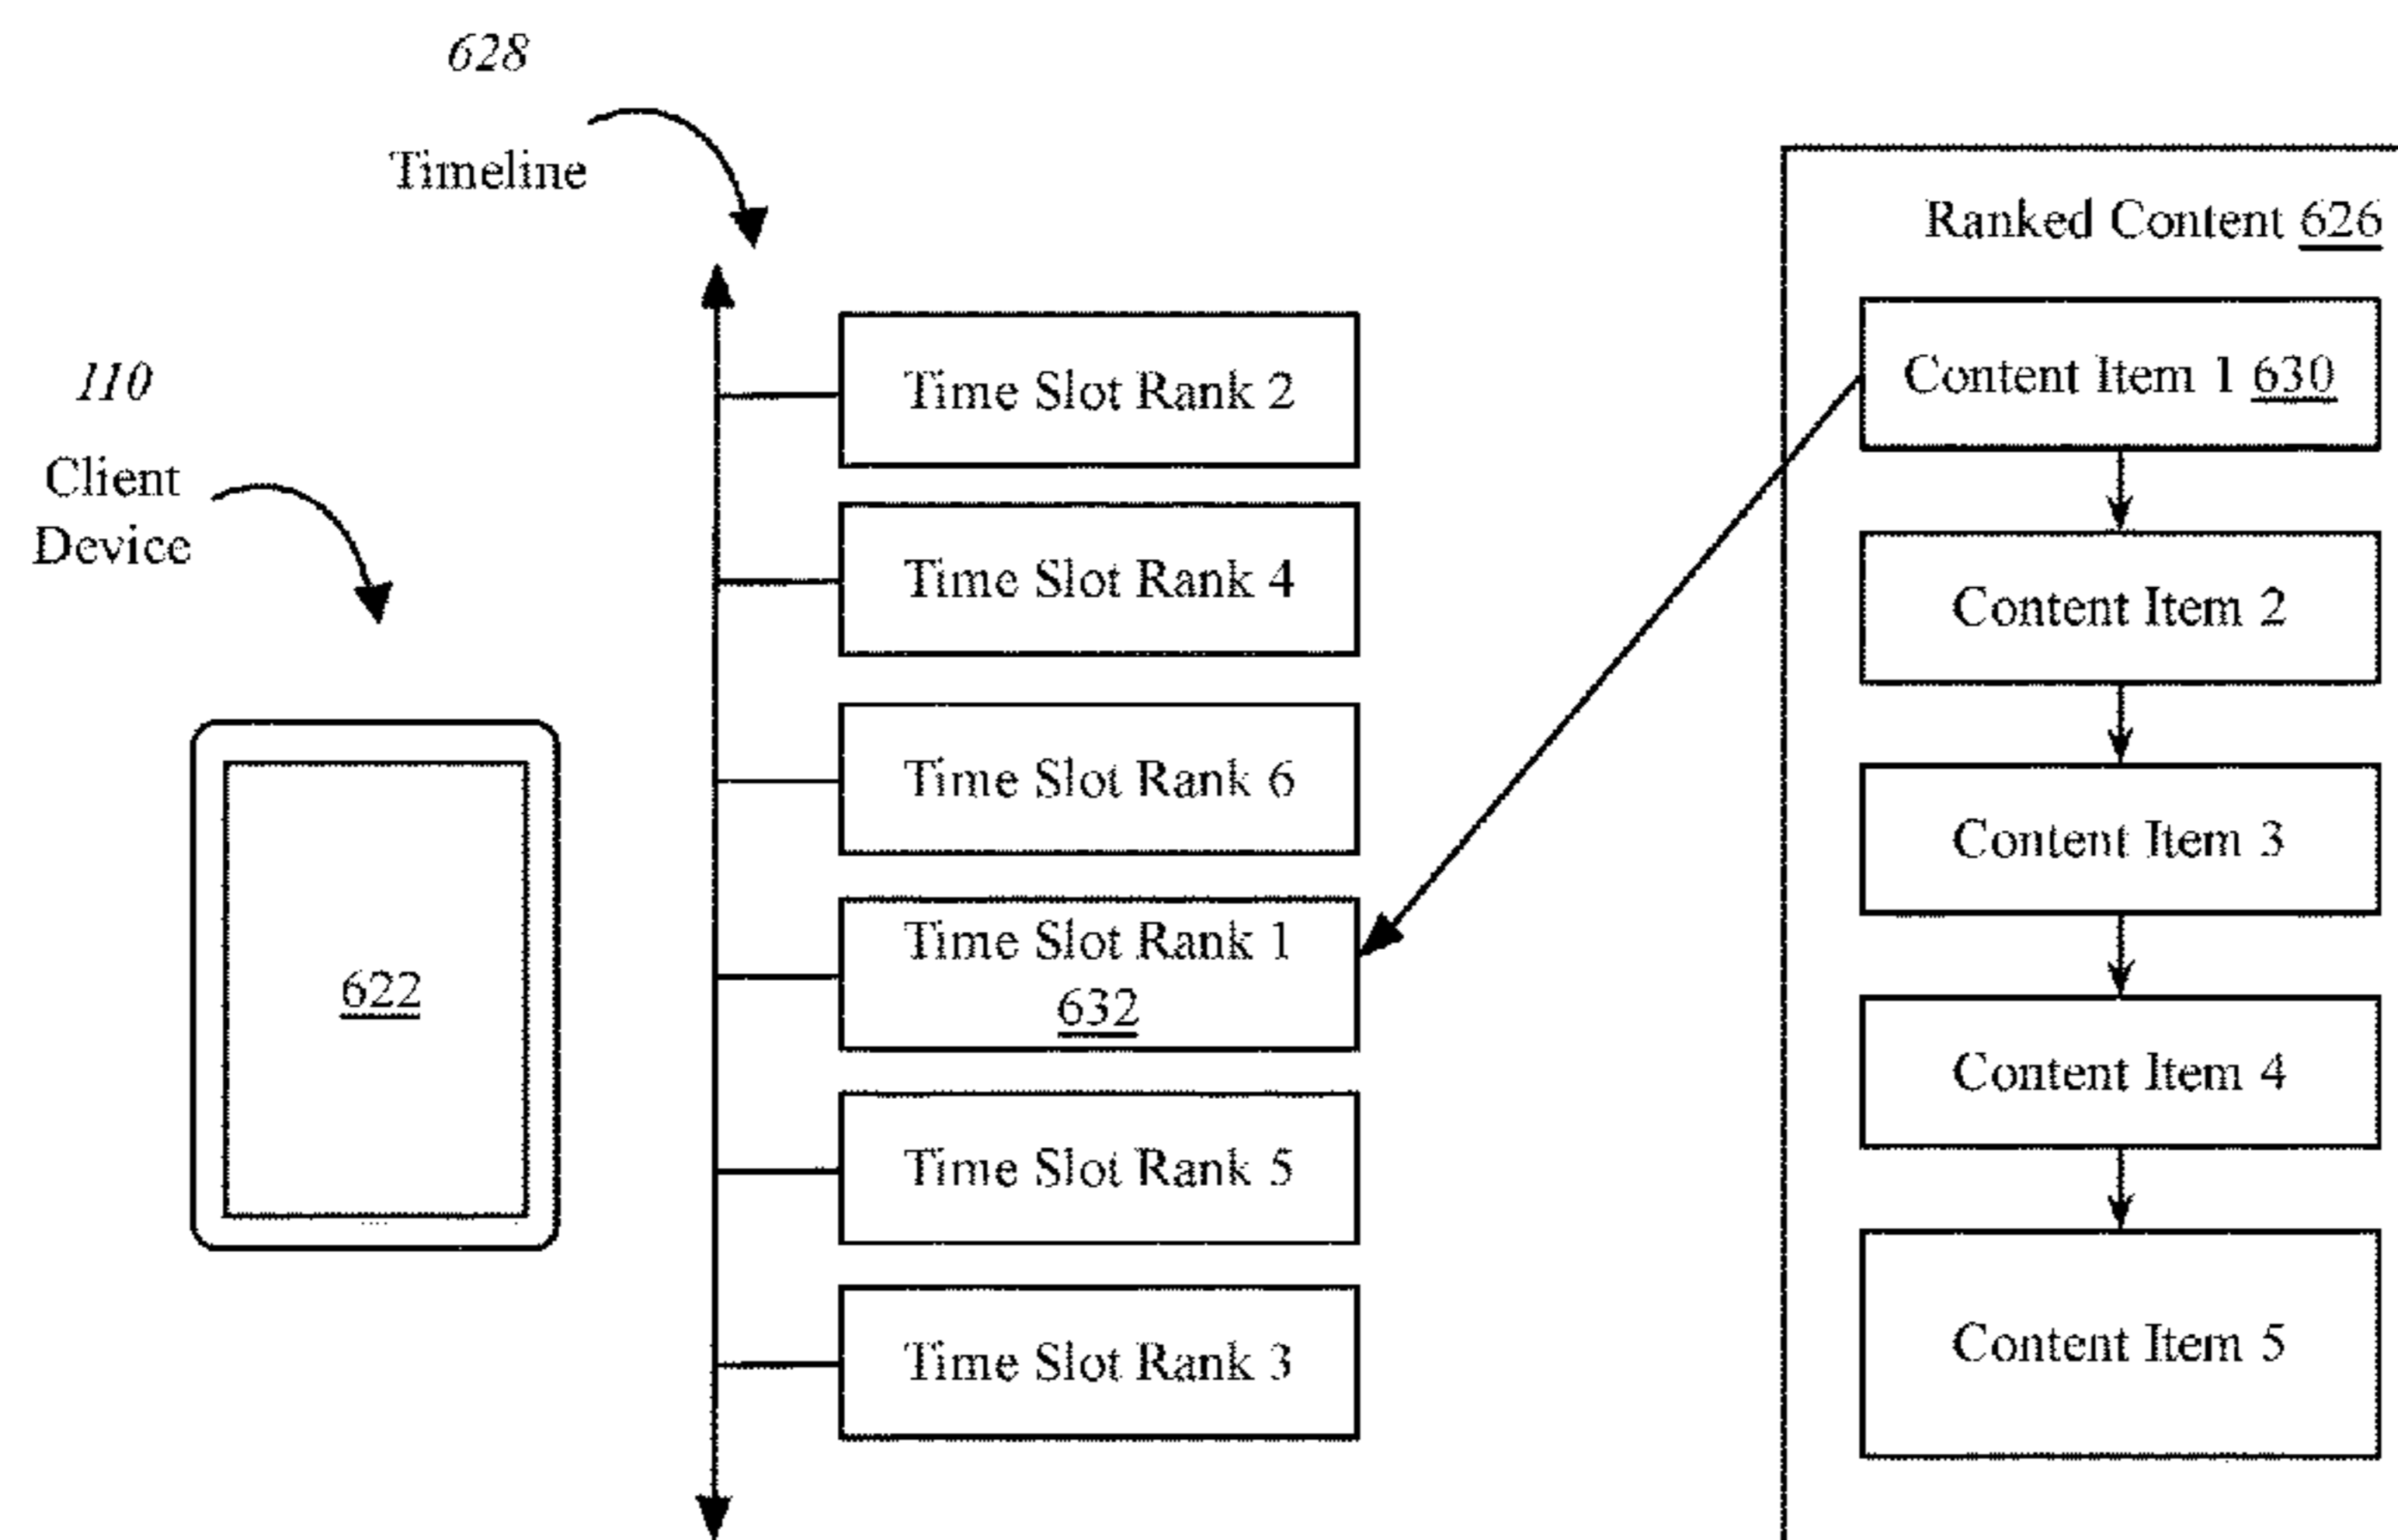 628
Timeline
110
Client
Device
622
Time Slot Rank 2
Time Slot Rank 4
Time Slot Rank 6
Time Slot Rank 1
632
Time Slot Rank 5
Time Slot Rank 3
Ranked Content 626
Content Item 1 630
Content Item 2
Content Item 3
Content Item 4
Content Item 5